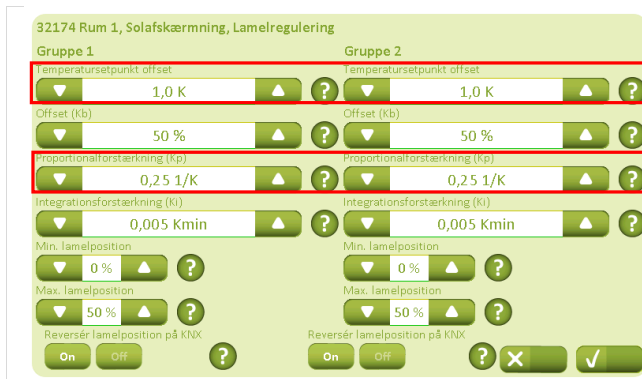 32174 Rum 1, Solafskærmning, Lamelregulering
Gruppe 1 Gruppe 2
Temperatursetpunkt offset Temperatursetpunkt offset
1,0 K ? 1,0 K ?
Offset (Kb) Offset (Kb)
50 % ? 50 % ?
Proportionalforstærkning (Kp) Proportionalforstærkning (Kp)
0,25 1/K ? 0,25 1/K ?
Integrationsforstærkning (Ki) Integrationsforstærkning (Ki)
0,005 Kmin ? 0,005 Kmin ?
Min. lamelposition Min. lamelposition
0 % ? 0 % ?
Max. lamelposition Max. lamelposition
50 % ? 50 % ?
Reversér lamelposition på KNX Reversér lamelposition på KNX
On Off ? On Off ?